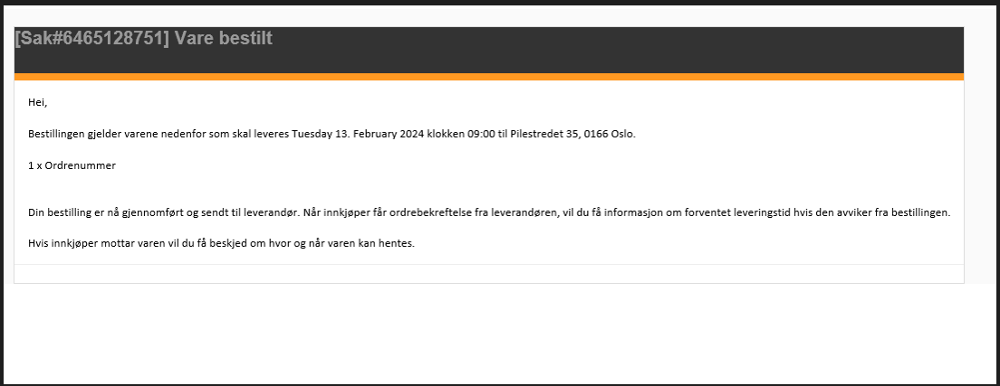 [Sak#6465128751] Vare bestilt
Hei,
Bestillingen gjelder varene nedenfor som skal leveres Tuesday 13. February 2024 klokken 09:00 til Pilestredet 35, 0166 Oslo.
1 x Ordrenummer
Din bestilling er nå gjennomført og sendt til leverandør. Når innkjøper får ordrebekreftelse fra leverandøren, vil du få informasjon om forventet leveringstid hvis den avviker fra bestillingen.
Hvis innkjøper mottar varen vil du få beskjed om hvor og når varen kan hentes.